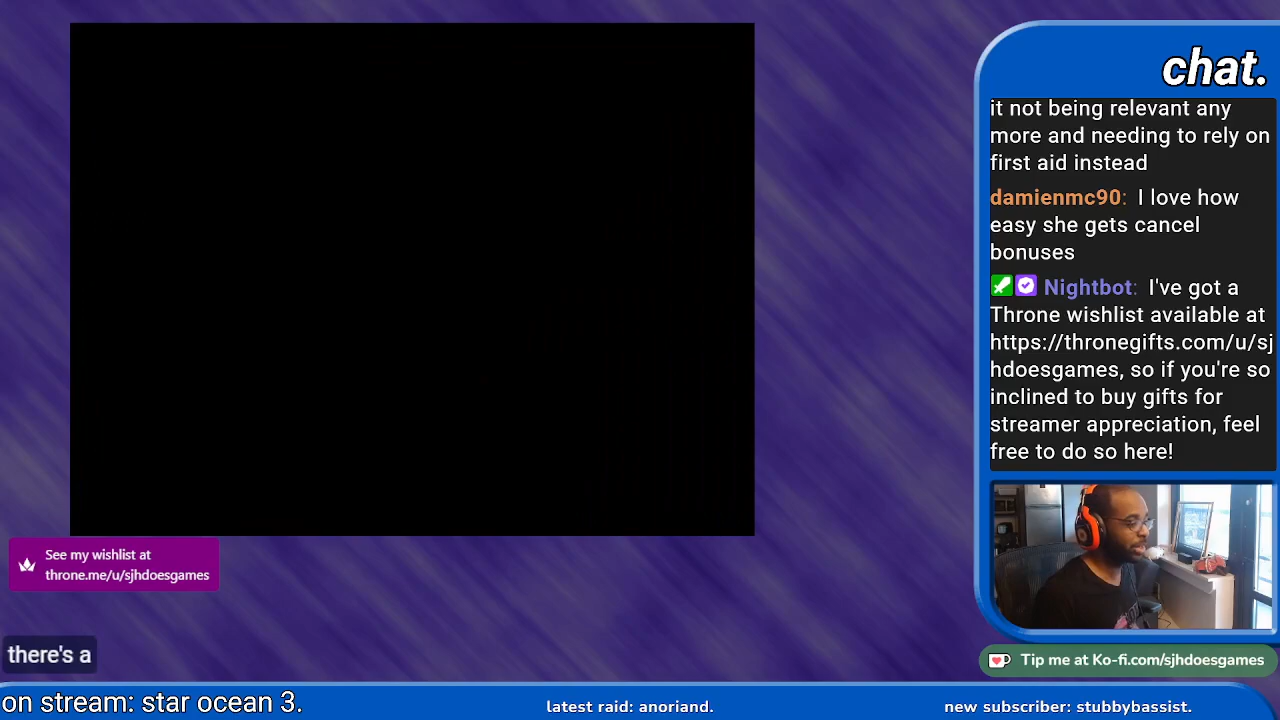 chat.
it not being relevant any
more and needing to rely on
first aid instead
damienmc90: I love how
easy she gets cancel
bonuses
Nightbot: I've got a
Throne wishlist available at
https://thronegifts.com/u/sj
hdoesgames, so if you're so
inclined to buy gifts for
streamer appreciation, feel
free to do so here!
See my wishlist at
throne.me/u/sjhdoesgames
there's a
Tip me at Ko-fi.com/sjhdoesgames
on stream: star ocean 3.
latest raid: anoriand.
new subscriber: stubbybassist.